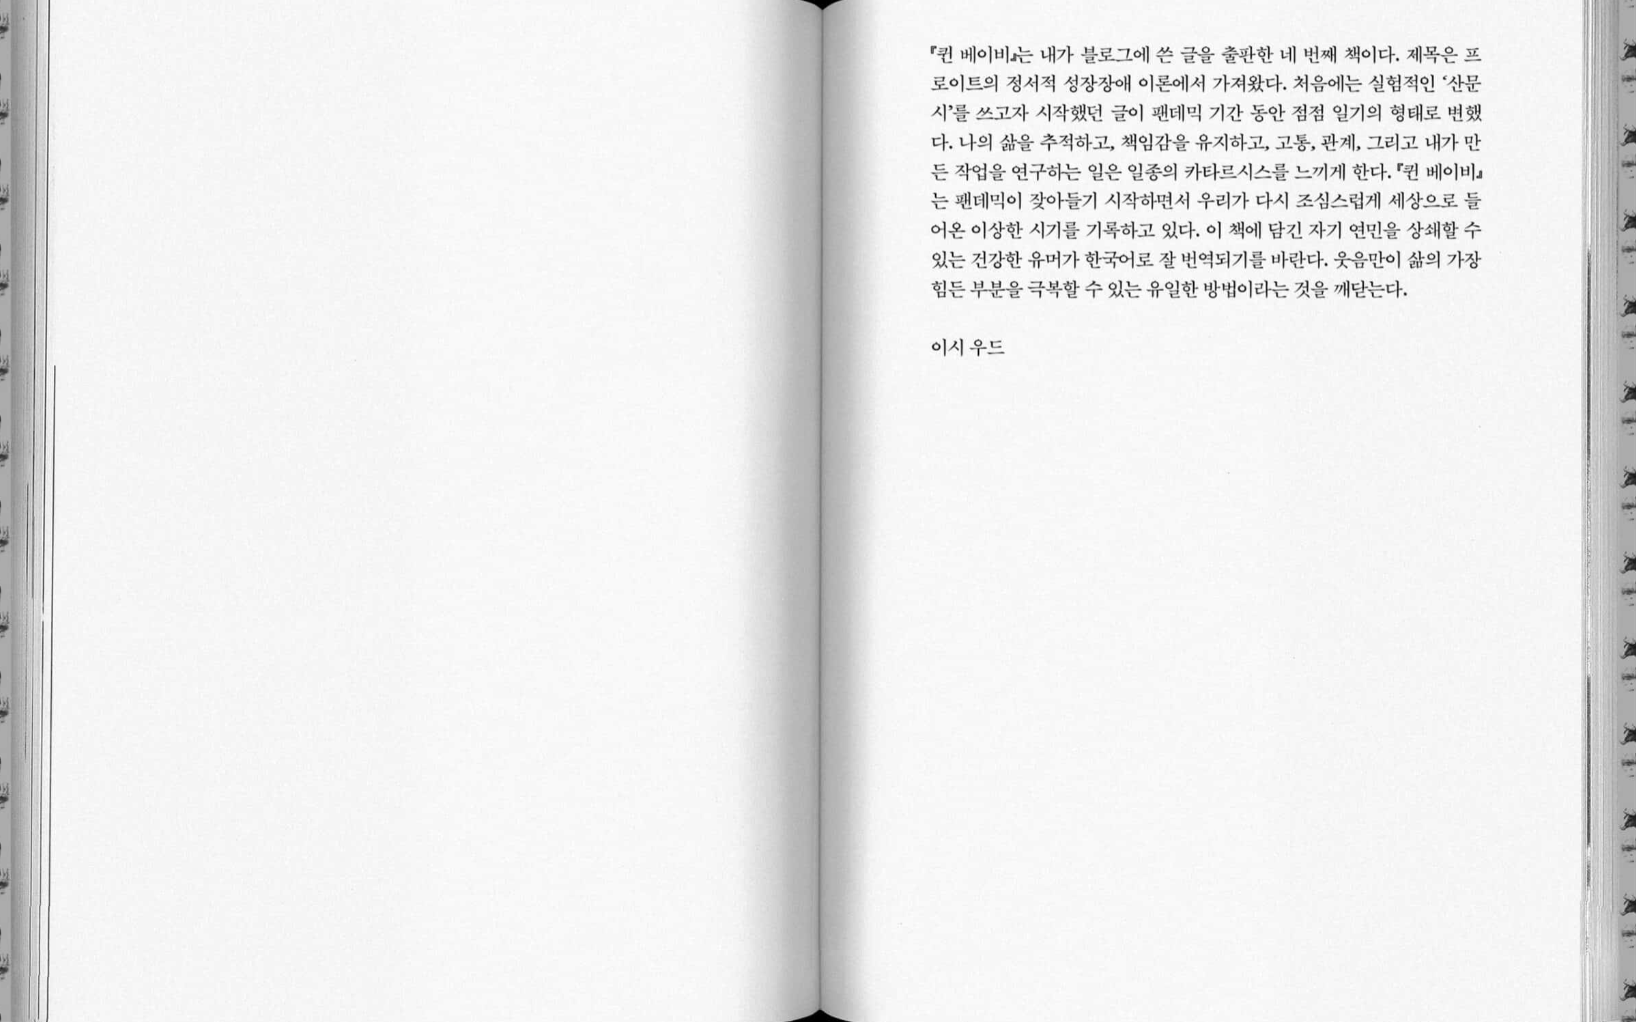 『퀸 베이비』는 내가 블로그에 쓴 글을 출판한 네 번째 책이다. 제목은 프
로이트의 정서적 성장장애 이론에서 가져왔다. 처음에는 실험적인 ‘산문
시’를 쓰고자 시작했던 글이 팬데믹 기간 동안 점점 일기의 형태로 변했
다. 나의 삶을 추적하고, 책임감을 유지하고, 고통, 관계, 그리고 내가 만
든 작업을 연구하는 일은 일종의 카타르시스를 느끼게 한다. 『퀸 베이비』
는 팬데믹이 잦아들기 시작하면서 우리가 다시 조심스럽게 세상으로 들
어온 이상한 시기를 기록하고 있다. 이 책에 담긴 자기 연민을 상쇄할 수
있는 건강한 유머가 한국어로 잘 번역되기를 바란다. 웃음만이 삶의 가장
힘든 부분을 극복할 수 있는 유일한 방법이라는 것을 깨닫는다.
이시 우드